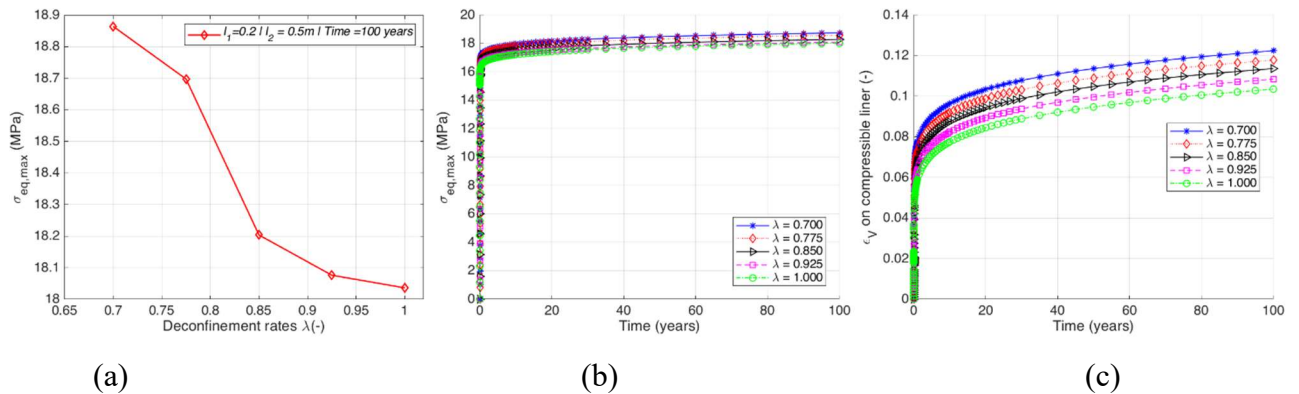 18.9
18.8
18.7
18.6
18.5
18.4
18.3
18.2
18.1
18
σeq,max (MPa)
l1=0.2 l l2 = 0.5m l Time =100 years
0.65 0.7 0.75 0.8 0.85 0.9 0.95 1
Deconfinement rates λ(-)
(a)
20
18
16
14
12
10
8
6
4
2
0
σeq,max (MPa)
λ = 0.700
λ = 0.775
λ = 0.850
λ = 0.925
λ = 1.000
0 20 40 60 80 100
Time (years)
(b)
0.12
0.1
0.08
0.06
0.04
0.02
0
εV on compressible liner (-)
λ = 0.700
λ = 0.775
λ = 0.850
λ = 0.925
λ = 1.000
0 20 40 60 80 100
Time (years)
(c)